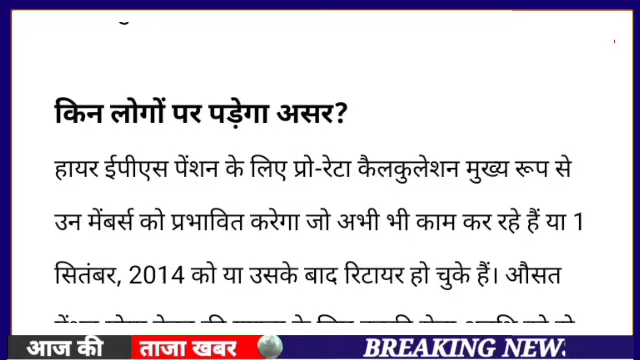 किन लोगों पर पड़ेगा असर?
हायर ईपीएस पेंशन के लिए प्रो-रेटा कैलकुलेशन मुख्य रूप से
उन मेंबर्स को प्रभावित करेगा जो अभी भी काम कर रहे हैं या 1
सितंबर, 2014 को या उसके बाद रिटायर हो चुके हैं। औसत
आज की ताजा खबर BREAKING NEWS